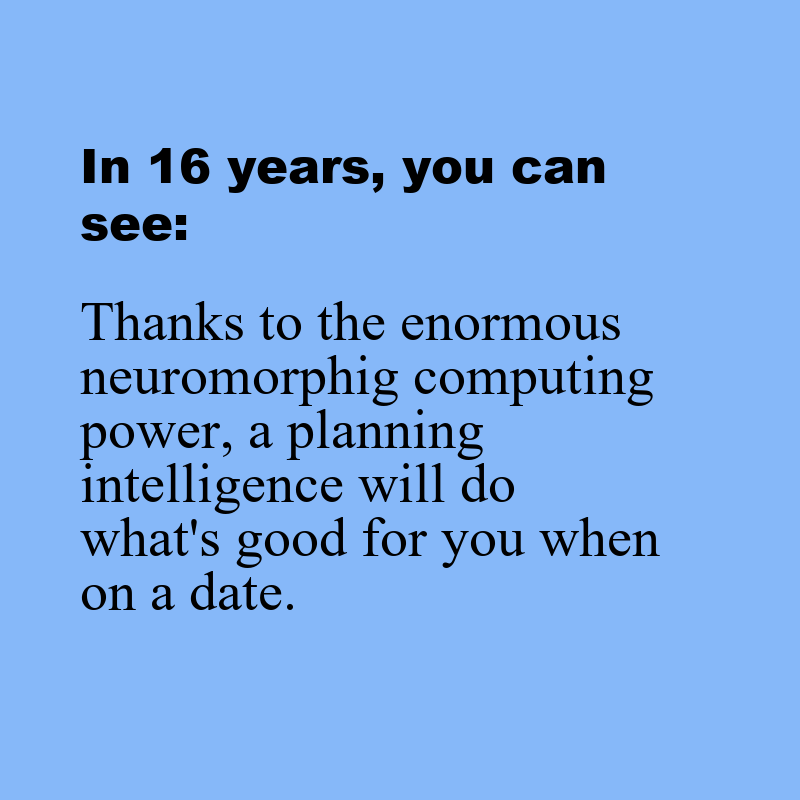 In 16 years, you can
see:
Thanks to the enormous
neuromorphig computing
power, a planning
intelligence will do
what's good for you when
on a date.